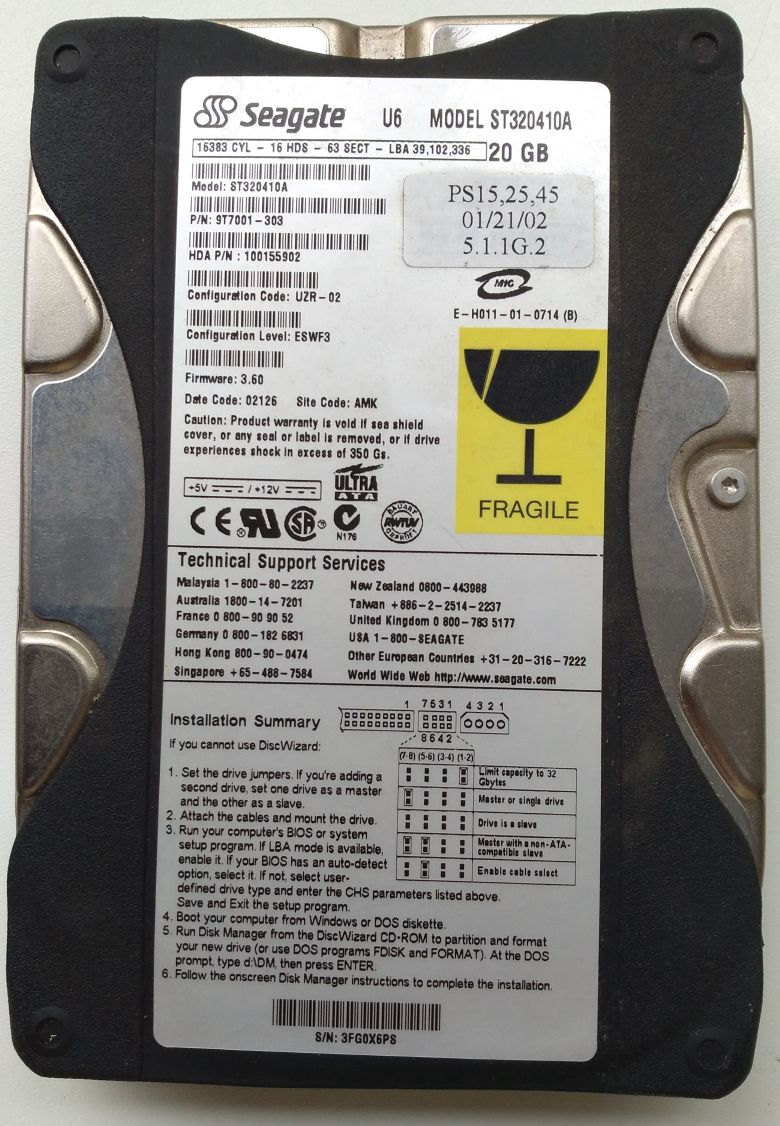 Seagate U6 MODEL ST320410A
16383 CYL - 16 HDS - 63 SECT - LBA 39,102,336 20 GB
Model: ST320410A
P/N: 9T7001-303
HDA P/N : 100155902
Configuration Code: UZR-02
Configuration Level: ESWF3
Firmware: 3.60
Date Code: 02126 Site Code: AMK
PS15,25,45
01/21/02
5.1.1G.2
MIC
E-H011-01-0714 (B)
Caution: Product warranty is void if sea shield
cover, or any seal or label is removed, or if drive
experiences shock in excess of 350 Gs.
FRAGILE
+5V / +12V
ULTRA
ATA
N176
BAUART
RWTUV
GEPRUFT
Technical Support Services
Malaysia 1-800-80-2237
Australia 1800-14-7201
France 0 800-90 90 52
Germany 0 800-182 6831
Hong Kong 800-90-0474
Singapore +65-488-7584
New Zealand 0800-443988
Taiwan +886-2-2514-2237
United Kingdom 0 800-783 5177
USA 1-800-SEAGATE
Other European Countries +31-20-316-7222
World Wide Web http://www.seagate.com
Installation Summary
If you cannot use DiscWizard:
1. Set the drive jumpers. If you're adding a
second drive, set one drive as a master
and the other as a slave.
2. Attach the cables and mount the drive.
3. Run your computer's BIOS or system
setup program. If LBA mode is available,
enable it. If your BIOS has an auto-detect
option, select it. If not, select user-
defined drive type and enter the CHS parameters listed above.
Save and Exit the setup program.
4. Boot your computer from Windows or DOS diskette.
5. Run Disk Manager from the DiscWizard CD-ROM to partition and format
your new drive (or use DOS programs FDISK and FORMAT). At the DOS
prompt, type d:\DM, then press ENTER.
6. Follow the onscreen Disk Manager instructions to complete the installation.
1 7531 4321
8642
(7-8) (5-6) (3-4) (1-2)
Limit capacity to 32
Gbytes
Master or single drive
Drive is a slave
Master with a non-ATA-
compatible slave
Enable cable select
S/N: 3FG0X6PS